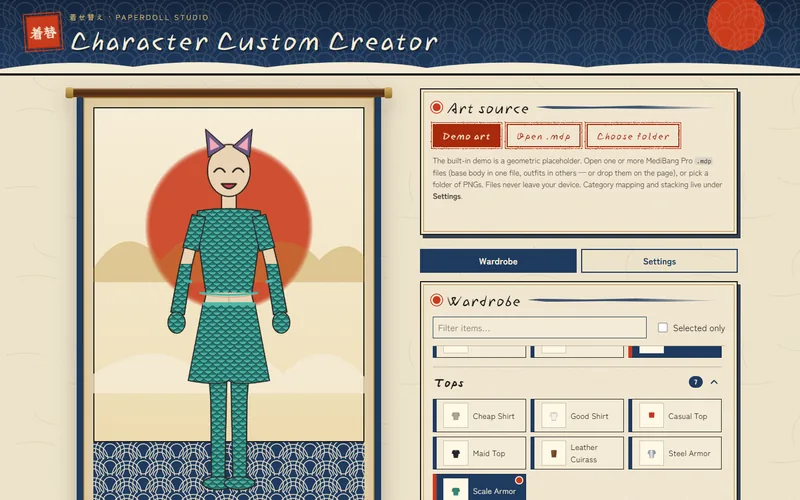 着替
着せ替え · PAPERDOLL STUDIO
Character Custom Creator
Art source
Demo art
Open .mdp
Choose folder
The built-in demo is a geometric placeholder. Open one or more MediBang Pro .mdp
files (base body in one file, outfits in others — or drop them on the page), or pick a
folder of PNGs. Files never leave your device. Category mapping and stacking live under
Settings.
Wardrobe
Settings
Wardrobe
Filter items...
Selected only
Tops
7
Cheap Shirt
Good Shirt
Casual Top
Maid Top
Leather
Cuirass
Steel Armor
Scale Armor